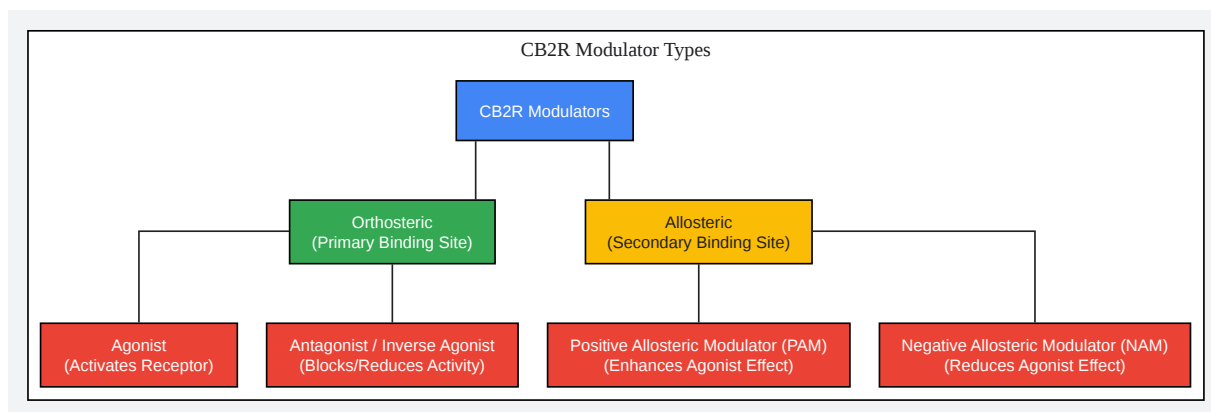 CB2R Modulator Types
CB2R Modulators
Orthosteric
(Primary Binding Site)
Allosteric
(Secondary Binding Site)
Agonist
(Activates Receptor)
Antagonist / Inverse Agonist
(Blocks/Reduces Activity)
Positive Allosteric Modulator (PAM)
(Enhances Agonist Effect)
Negative Allosteric Modulator (NAM)
(Reduces Agonist Effect)